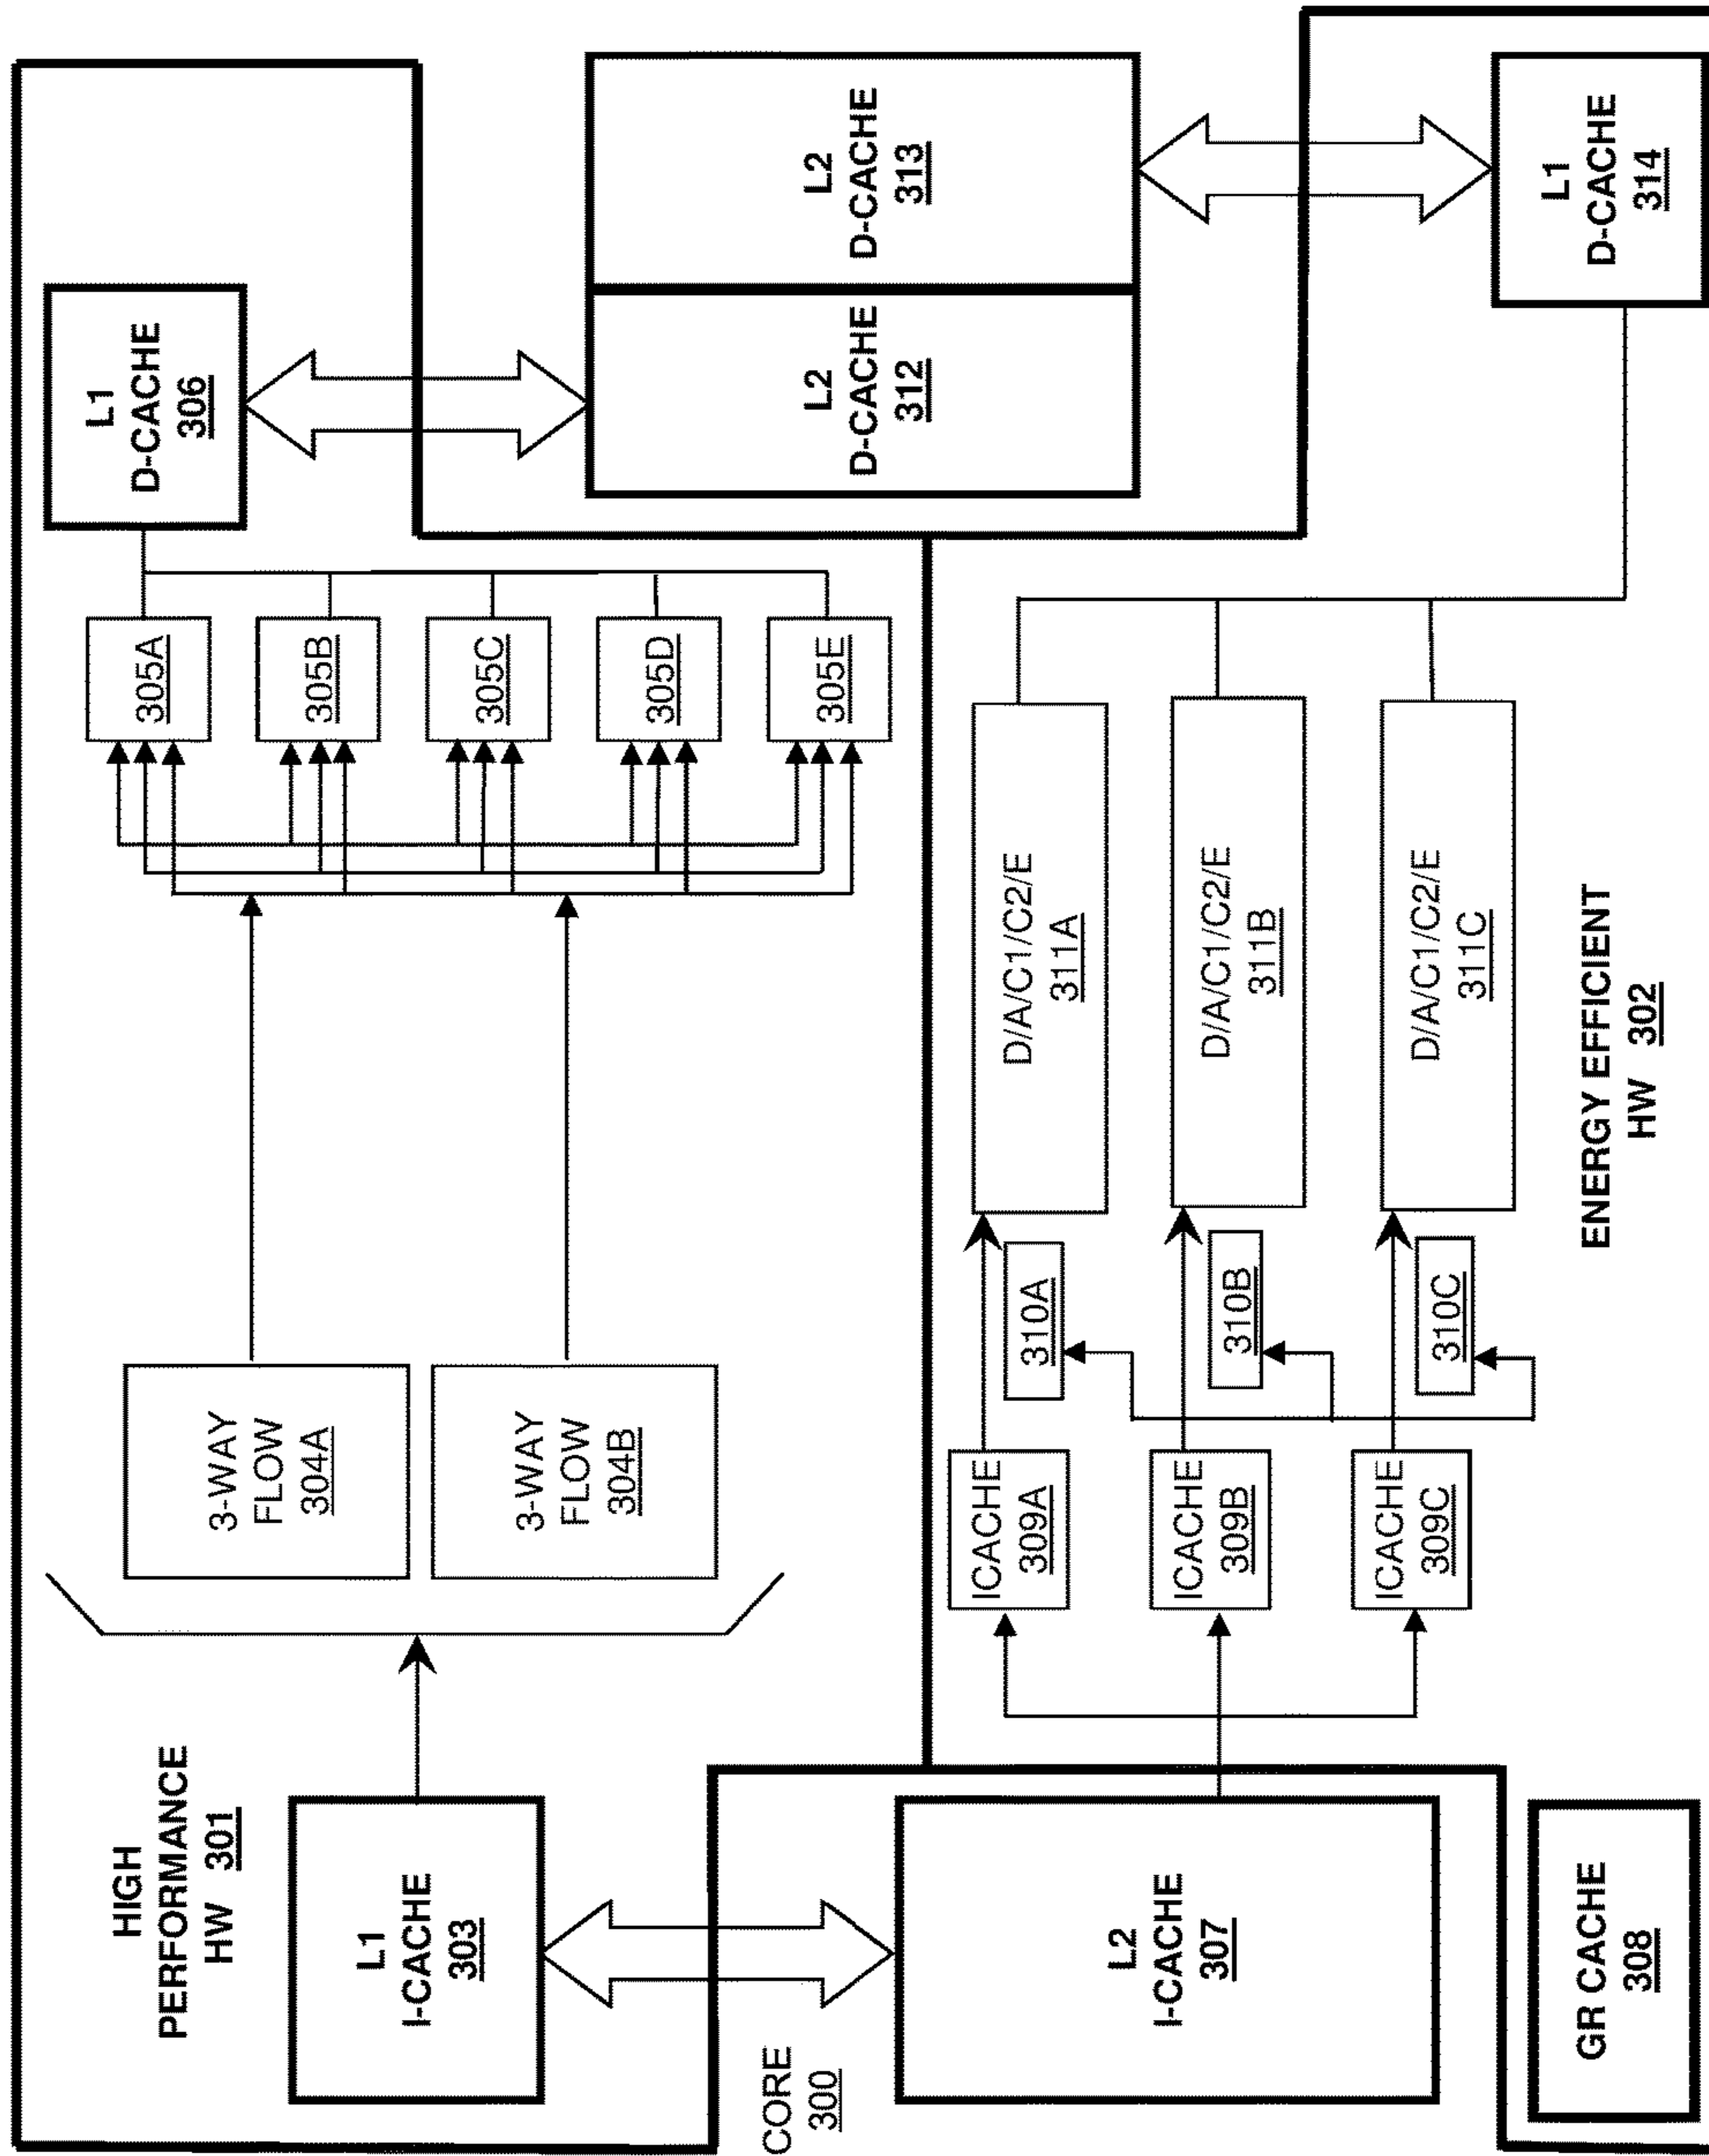 HIGH
PERFORMANCE
HW 301
L1
I-CACHE
303
3-WAY
FLOW
304A
3-WAY
FLOW
304B
305A
305B
305C
305D
305E
L1
D-CACHE
306
CORE
300
L2
I-CACHE
307
L2
D-CACHE
312
L2
D-CACHE
313
ICACHE
309A
ICACHE
309B
ICACHE
309C
310A
310B
310C
D/A/C1/C2/E
311A
D/A/C1/C2/E
311B
D/A/C1/C2/E
311C
GR CACHE
308
ENERGY EFFICIENT
HW 302
L1
D-CACHE
314